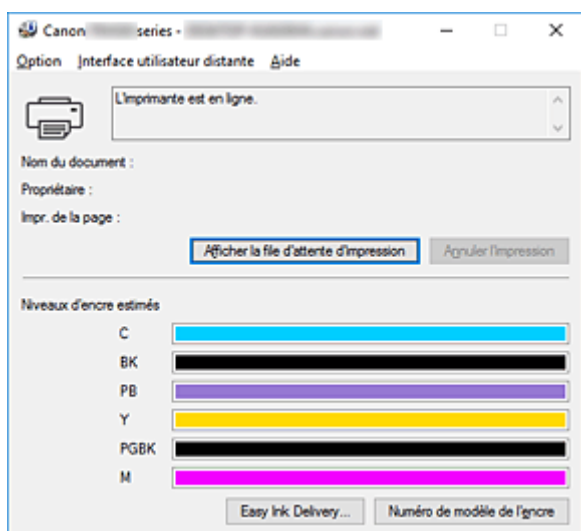 Canon series -
Option Interface utilisateur distante Aide
L'imprimante est en ligne.
Nom du document :
Propriétaire :
Impr. de la page :
Afficher la file d'attente d'impression Annuler l'impression
Niveaux d'encre estimés
C
BK
PB
Y
PGBK
M
Easy Ink Delivery... Numéro de modèle de l'encre